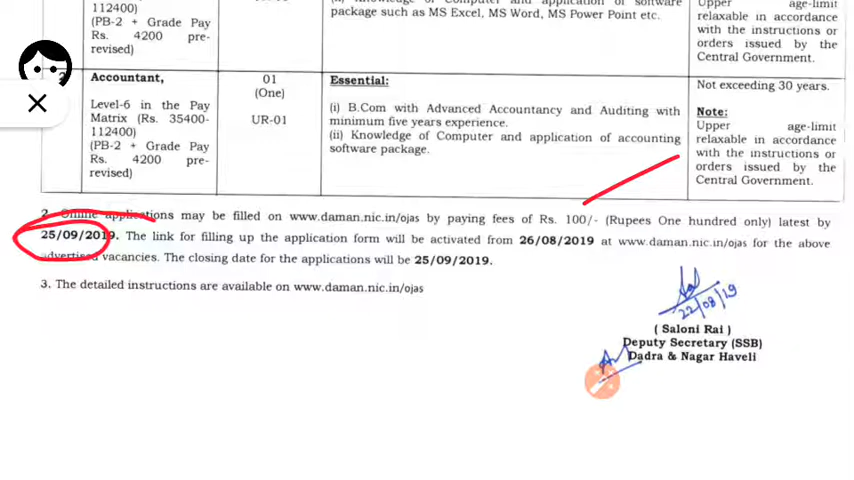 112400)
(PB-2 + Grade Pay
Rs. 4200 pre-
revised)
package such as MS Excel, MS Word, MS Power Point etc.
Upper age-limit
relaxable in accordance
with the instructions or
orders issued by the
Central Government.
Accountant,
Level-6 in the Pay
Matrix (Rs. 35400-
112400)
(PB-2 + Grade Pay
Rs. 4200 pre-
revised)
01
(One)
UR-01
Essential:
(i) B.Com with Advanced Accountancy and Auditing with
minimum five years experience.
(ii) Knowledge of Computer and application of accounting
software package.
Not exceeding 30 years.
Note:
Upper age-limit
relaxable in accordance
with the instructions or
orders issued by the
Central Government.
2. Online applications may be filled on www.daman.nic.in/ojas by paying fees of Rs. 100/- (Rupees One hundred only) latest by
25/09/2019. The link for filling up the application form will be activated from 26/08/2019 at www.daman.nic.in/ojas for the above
advertised vacancies. The closing date for the applications will be 25/09/2019.
3. The detailed instructions are available on www.daman.nic.in/ojas
22/08/19
( Saloni Rai )
Deputy Secretary (SSB)
Dadra & Nagar Haveli